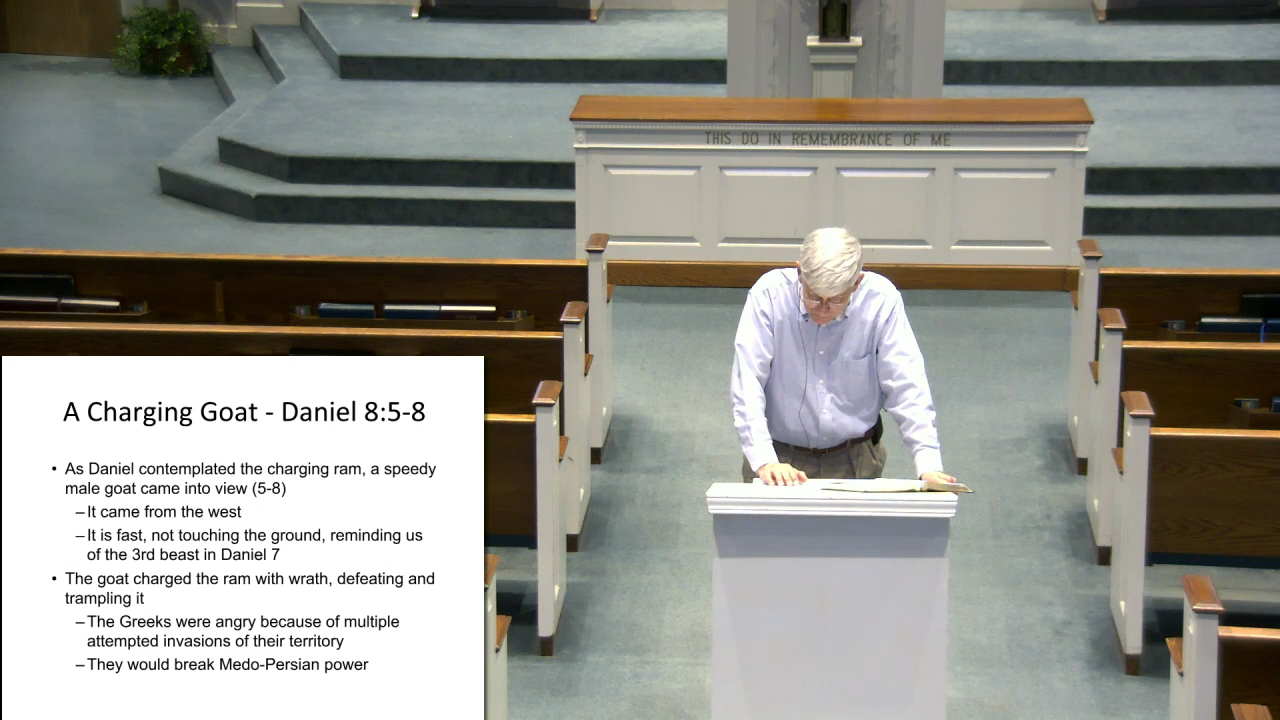 THIS DO IN REMEMBRANCE OF ME
A Charging Goat - Daniel 8:5-8
• As Daniel contemplated the charging ram, a speedy
male goat came into view (5-8)
–It came from the west
–It is fast, not touching the ground, reminding us
of the 3rd beast in Daniel 7
• The goat charged the ram with wrath, defeating and
trampling it
–The Greeks were angry because of multiple
attempted invasions of their territory
–They would break Medo-Persian power